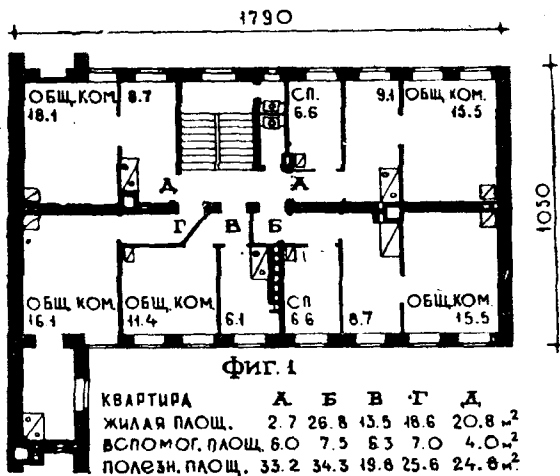 1790
ОБЩ. КОМ. 8.7 СП. 9.1 ОБЩ КОМ.
18.1 6.6 15.5
1050
Д А
Г В Б
ОБЩ. КОМ. ОБЩ. КОМ. СП ОБЩ.КОМ.
16.1 11.4 6.1 6.6 8.7 15.5
ФИГ. 1
КВАРТИРА А Б В Г Д
ЖИЛАЯ ПЛОЩ. 2.7 26.8 13.5 18.6 20.8 м²
ВСПОМОГ. ПЛОЩ. 6.0 7.5 6.3 7.0 4.0 м²
ПОЛЕЗН. ПЛОЩ. 33.2 34.3 19.8 25.6 24.8 м²